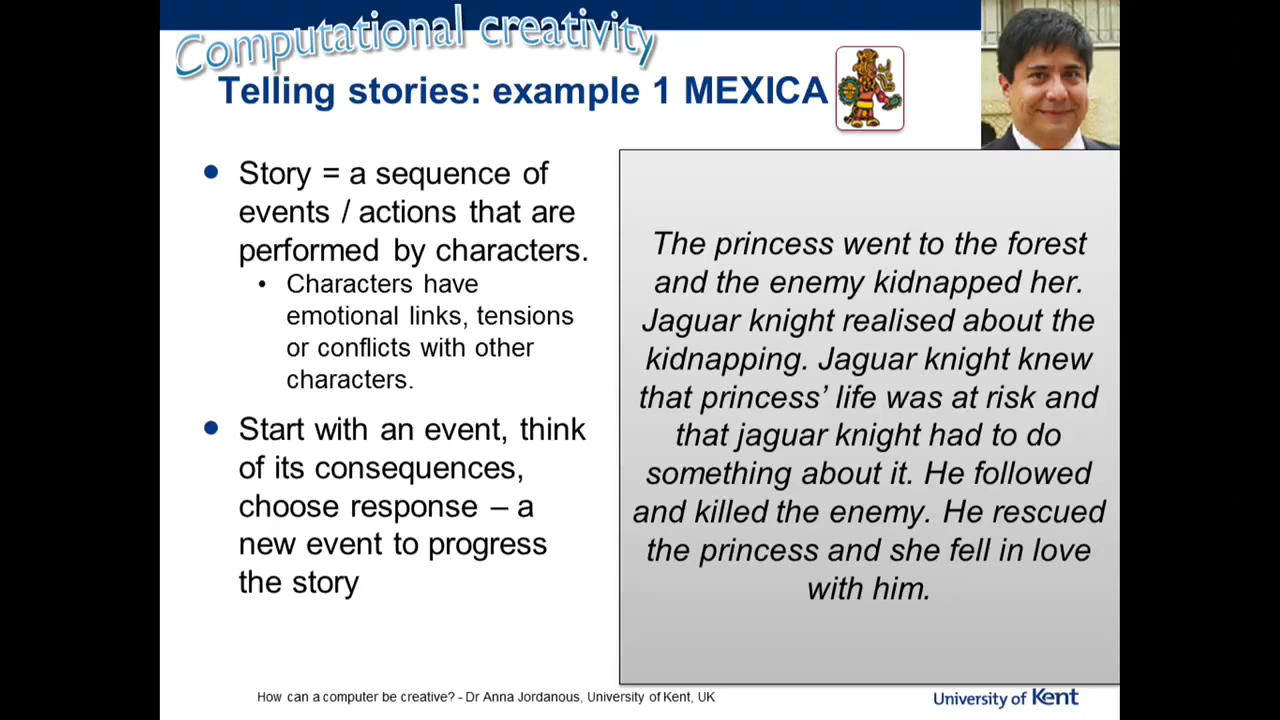 Computational creativity
Telling stories: example 1 MEXICA
• Story = a sequence of
events / actions that are
performed by characters.
• Characters have
emotional links, tensions
or conflicts with other
characters.
• Start with an event, think
of its consequences,
choose response – a
new event to progress
the story
The princess went to the forest
and the enemy kidnapped her.
Jaguar knight realised about the
kidnapping. Jaguar knight knew
that princess’ life was at risk and
that jaguar knight had to do
something about it. He followed
and killed the enemy. He rescued
the princess and she fell in love
with him.
How can a computer be creative? - Dr Anna Jordanous, University of Kent, UK
University of Kent